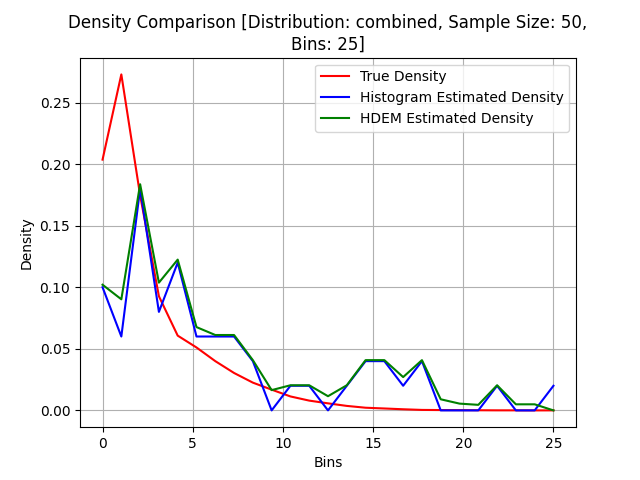 Density Comparison [Distribution: combined, Sample Size: 50,
Bins: 25]
True Density
Histogram Estimated Density
HDEM Estimated Density
Density
0.25
0.20
0.15
0.10
0.05
0.00
0 5 10 15 20 25
Bins